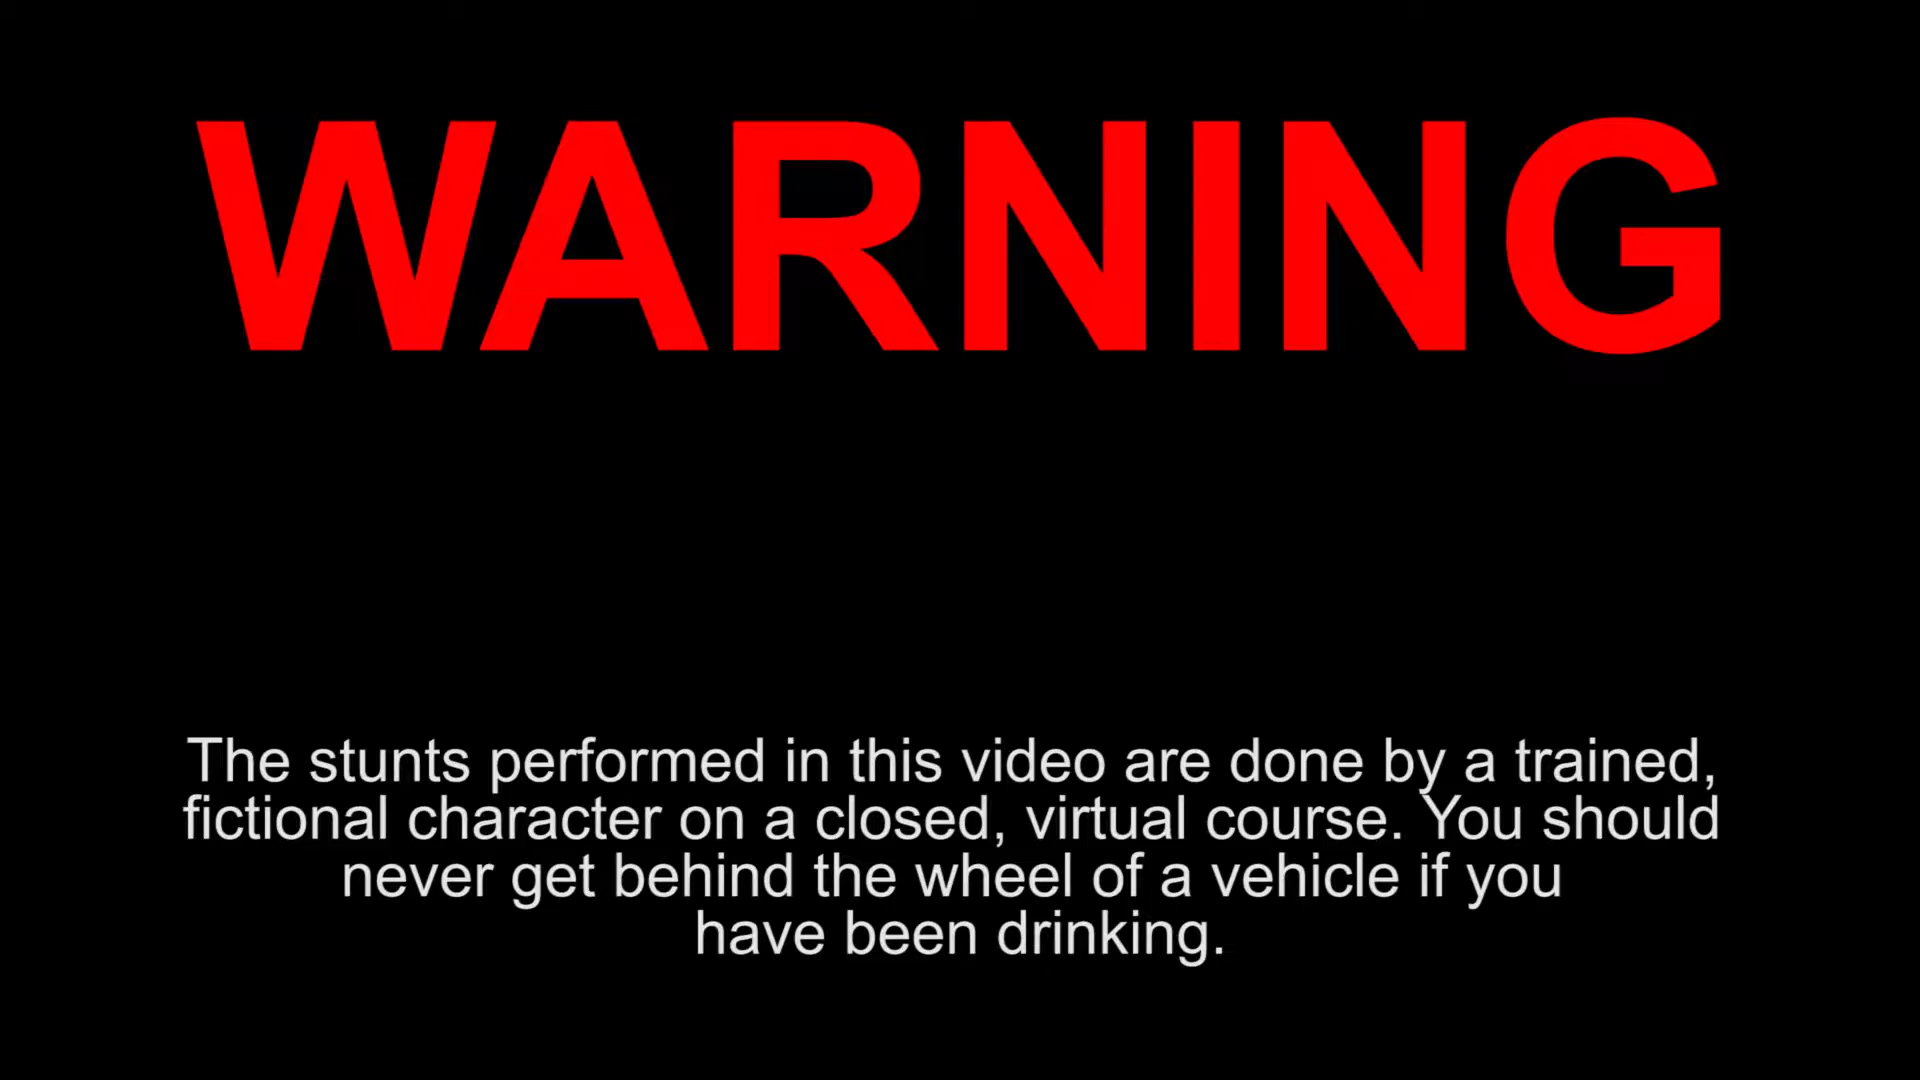 WARNING
The stunts performed in this video are done by a trained,
fictional character on a closed, virtual course. You should
never get behind the wheel of a vehicle if you
have been drinking.